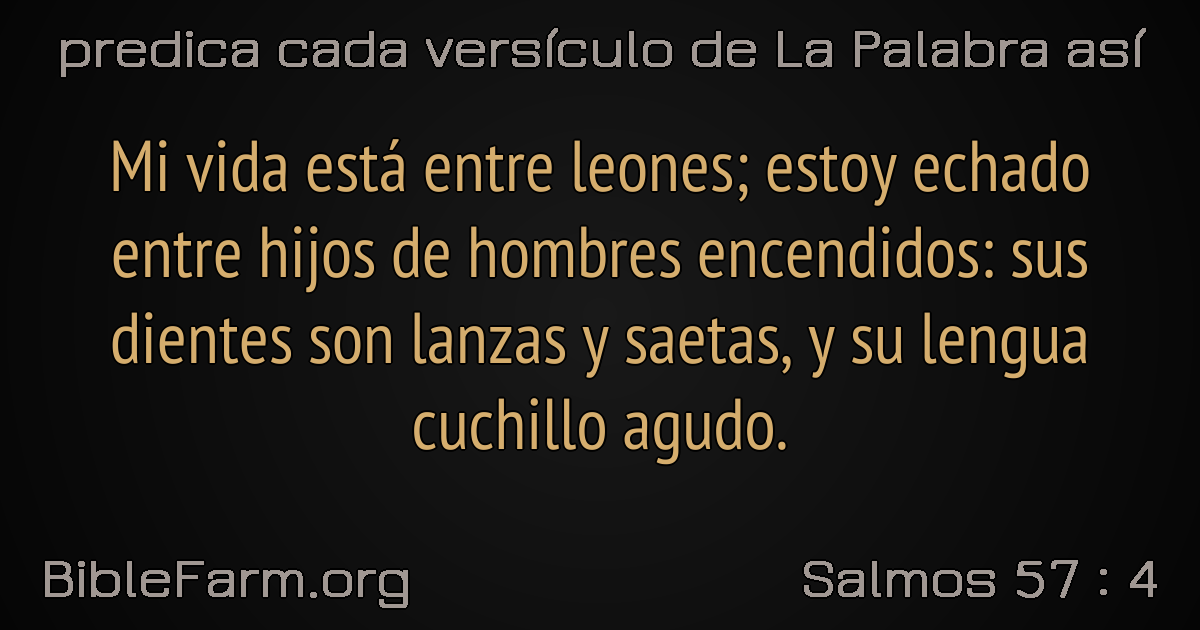 predica cada versículo de La Palabra así
Mi vida está entre leones; estoy echado
entre hijos de hombres encendidos: sus
dientes son lanzas y saetas, y su lengua
cuchillo agudo.
BibleFarm.org
Salmos 57 : 4